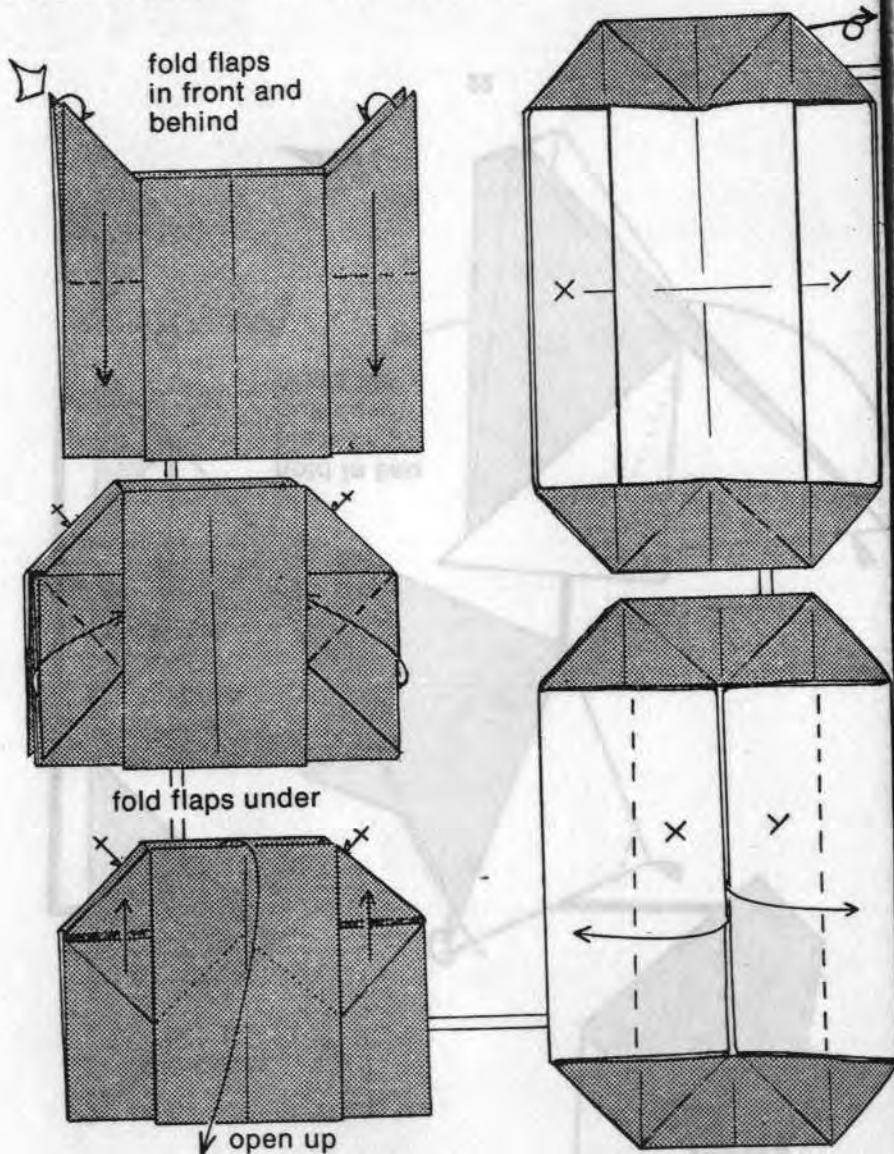 fold flaps
in front and
behind
fold flaps under
open up
X
Y
X
Y